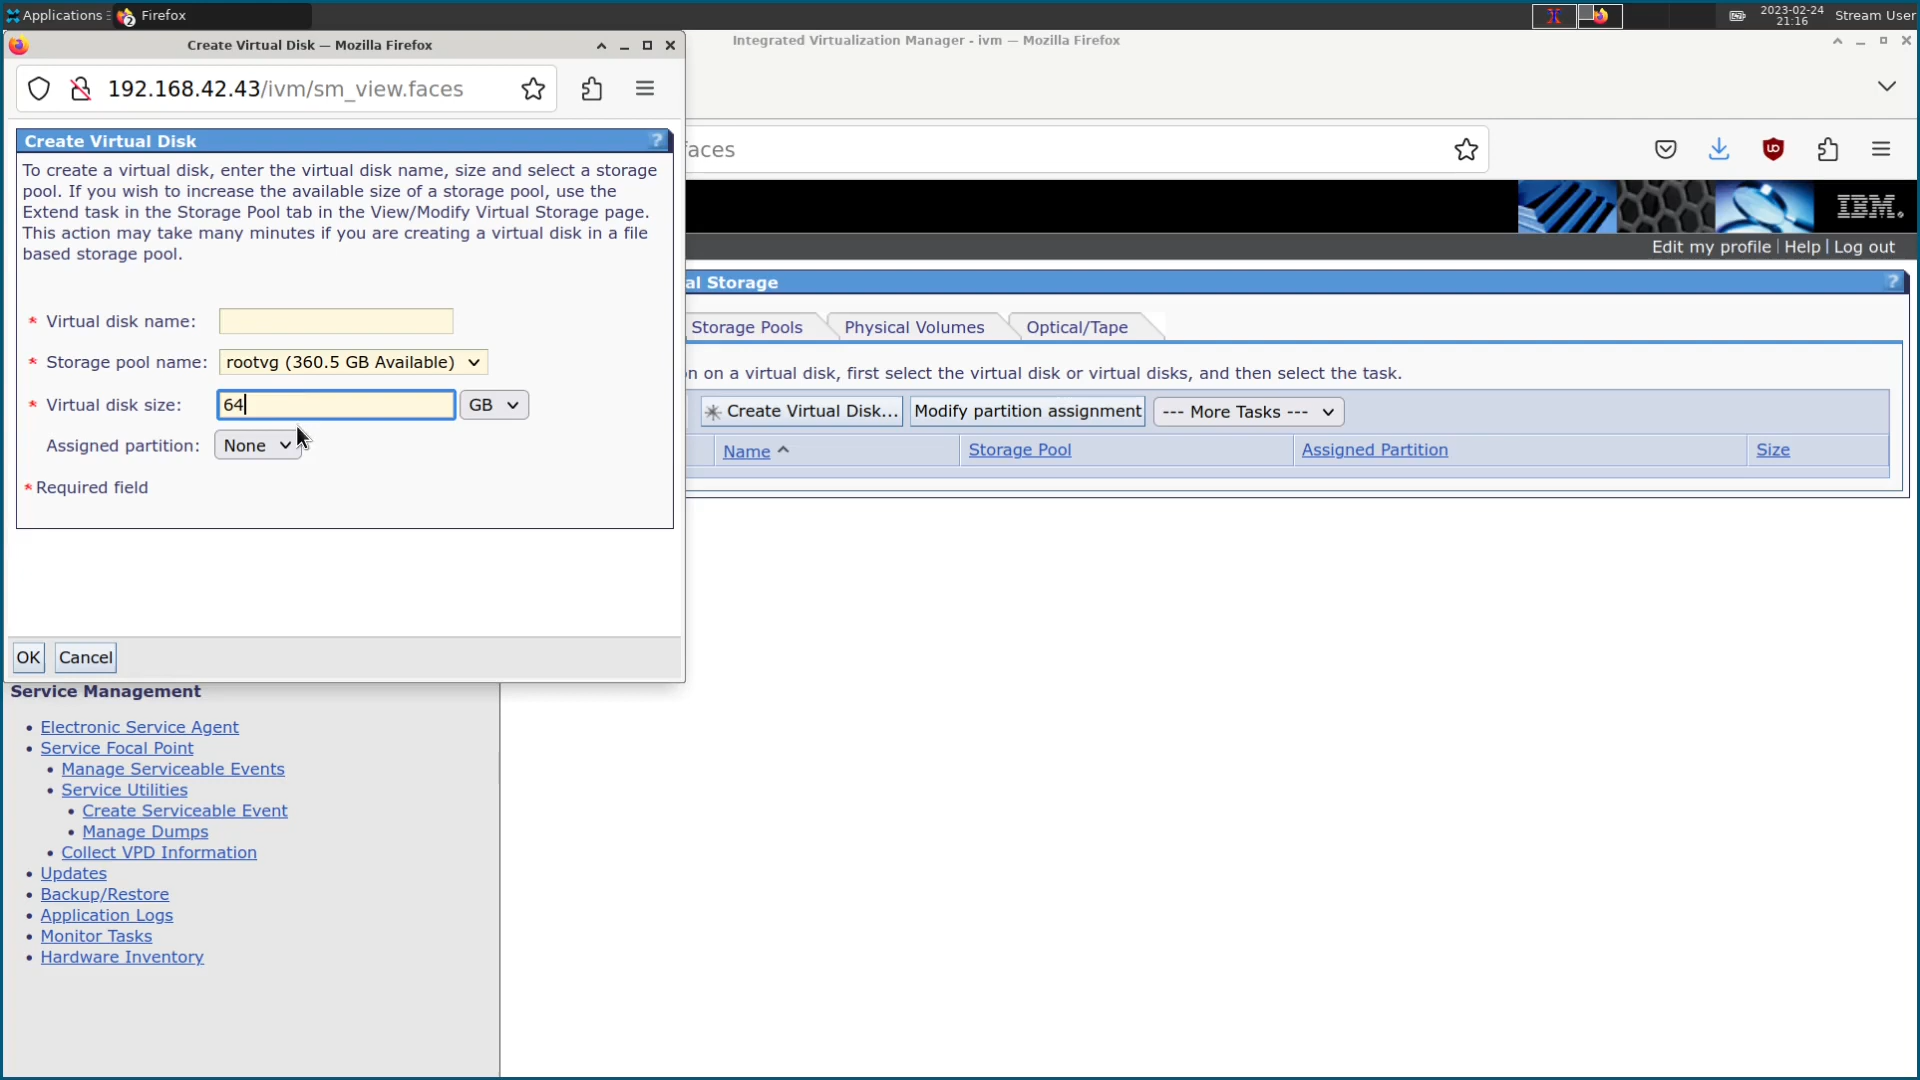 Applications
2
Firefox
2023-02-24
21:16
Stream User
Create Virtual Disk — Mozilla Firefox
Integrated Virtualization Manager - ivm — Mozilla Firefox
192.168.42.43/ivm/sm_view.faces
faces
Create Virtual Disk
?
To create a virtual disk, enter the virtual disk name, size and select a storage
pool. If you wish to increase the available size of a storage pool, use the
Extend task in the Storage Pool tab in the View/Modify Virtual Storage page.
This action may take many minutes if you are creating a virtual disk in a file
based storage pool.
* Virtual disk name:
* Storage pool name: rootvg (360.5 GB Available)
* Virtual disk size: 64 GB
Assigned partition: None
* Required field
OK Cancel
IBM.
Edit my profile | Help | Log out
al Storage
?
Storage Pools Physical Volumes Optical/Tape
n on a virtual disk, first select the virtual disk or virtual disks, and then select the task.
Create Virtual Disk... Modify partition assignment --- More Tasks ---
Name ^ Storage Pool Assigned Partition Size
Service Management
• Electronic Service Agent
• Service Focal Point
• Manage Serviceable Events
• Service Utilities
• Create Serviceable Event
• Manage Dumps
• Collect VPD Information
• Updates
• Backup/Restore
• Application Logs
• Monitor Tasks
• Hardware Inventory